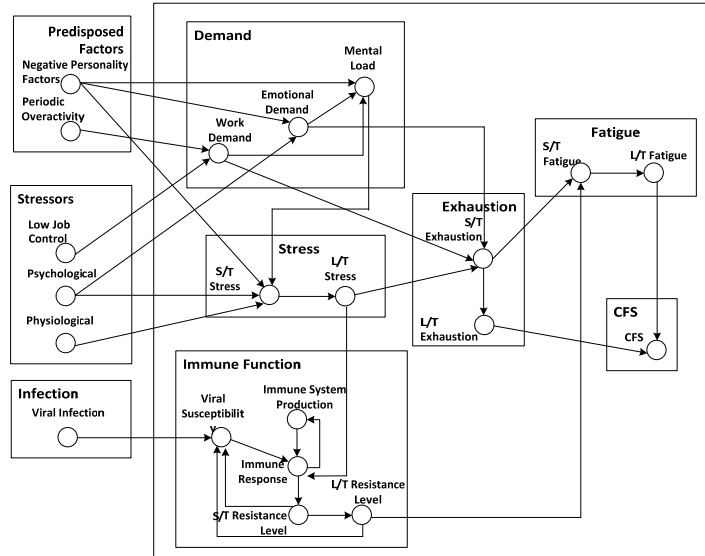 Predisposed
Factors
Negative Personality
Factors
Periodic
Overactivity
Stressors
Low Job
Control
Psychological
Physiological
Infection
Viral Infection
Demand
Mental
Load
Emotional
Demand
Work
Demand
Stress
S/T
Stress
L/T
Stress
Exhaustion
S/T
Exhaustion
L/T
Exhaustion
Fatigue
S/T
Fatigue
L/T Fatigue
CFS
CFS
Immune Function
Viral
Susceptibilit
y
Immune System
Production
Immune
Response
S/T Resistance
Level
L/T Resistance
Level